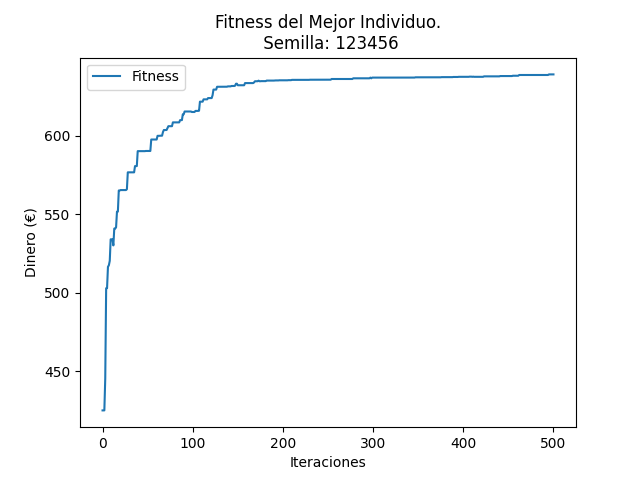 Fitness del Mejor Individuo.
Semilla: 123456
Fitness
600
550
500
450
Dinero (€)
0
100
200
300
400
500
Iteraciones